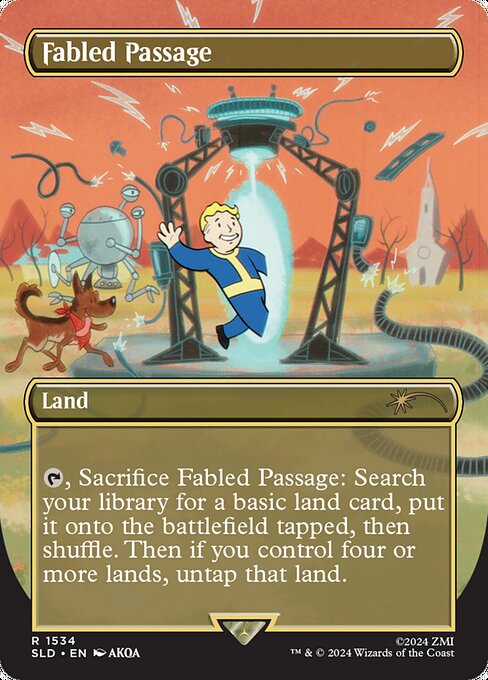 Fabled Passage
Land
, Sacrifice Fabled Passage: Search
your library for a basic land card, put
it onto the battlefield tapped, then
shuffle. Then if you control four or
more lands, untap that land.
R 1534
SLD • EN AKQA
©2024 ZMI
™ & © 2024 Wizards of the Coast